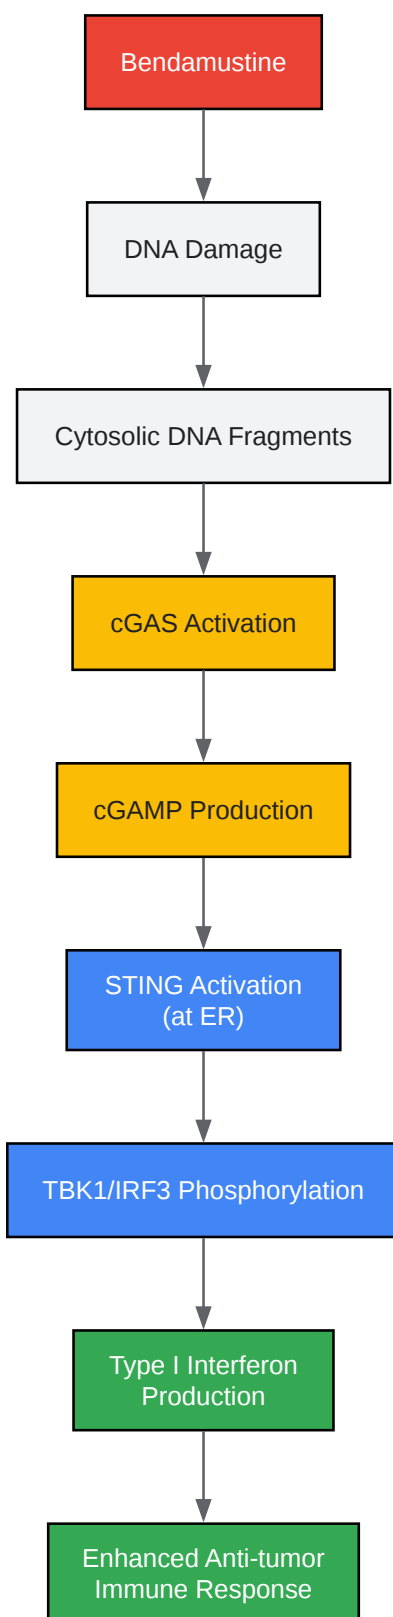 Bendamustine
DNA Damage
Cytosolic DNA Fragments
cGAS Activation
cGAMP Production
STING Activation
(at ER)
TBK1/IRF3 Phosphorylation
Type I Interferon
Production
Enhanced Anti-tumor
Immune Response